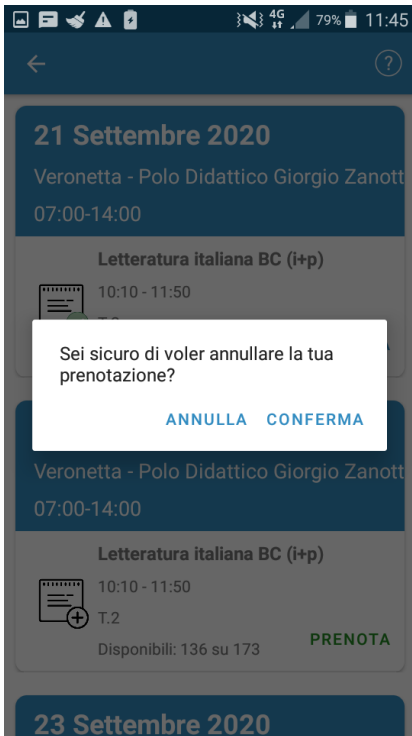 4G 79% 11:45
?
21 Settembre 2020
Veronetta - Polo Didattico Giorgio Zanott
07:00-14:00
Letteratura italiana BC (i+p)
10:10 - 11:50
Sei sicuro di voler annullare la tua
prenotazione?
ANNULLA CONFERMA
Veronetta - Polo Didattico Giorgio Zanott
07:00-14:00
Letteratura italiana BC (i+p)
10:10 - 11:50
T.2
Disponibili: 136 su 173
PRENOTA
23 Settembre 2020